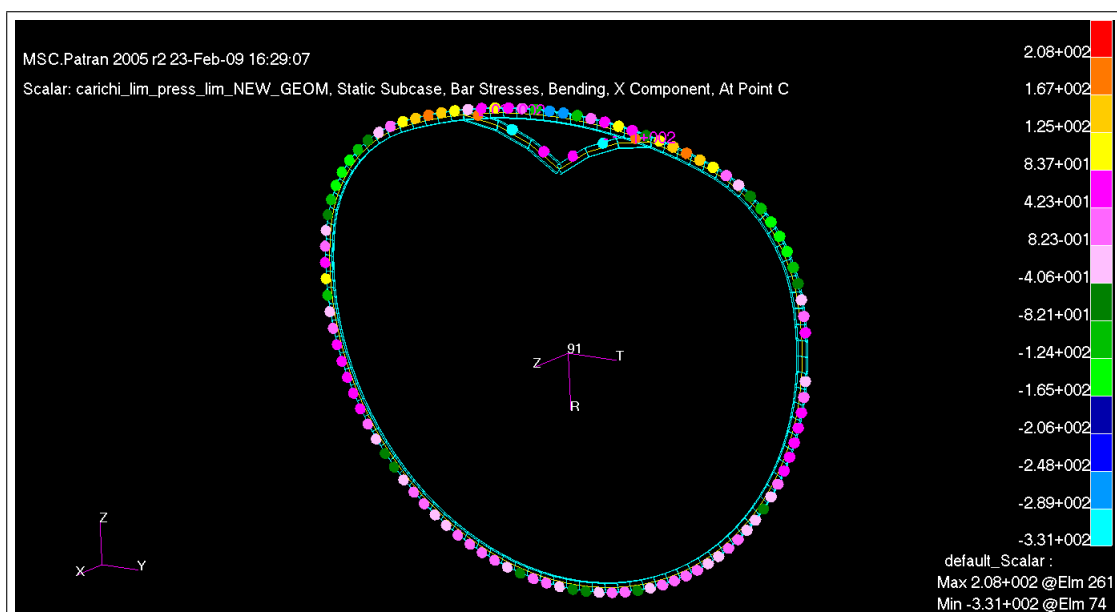 MSC.Patran 2005 r2 23-Feb-09 16:29:07
Scalar: carichi_lim_press_lim_NEW_GEOM, Static Subcase, Bar Stresses, Bending, X Component, At Point C
2.08+002
1.67+002
1.25+002
8.37+001
4.23+001
8.23-001
-4.06+001
-8.21+001
-1.24+002
-1.65+002
-2.06+002
-2.48+002
-2.89+002
-3.31+002
91
Z
T
R
Z
X
Y
default_Scalar :
Max 2.08+002 @Elm 261
Min -3.31+002 @Elm 74